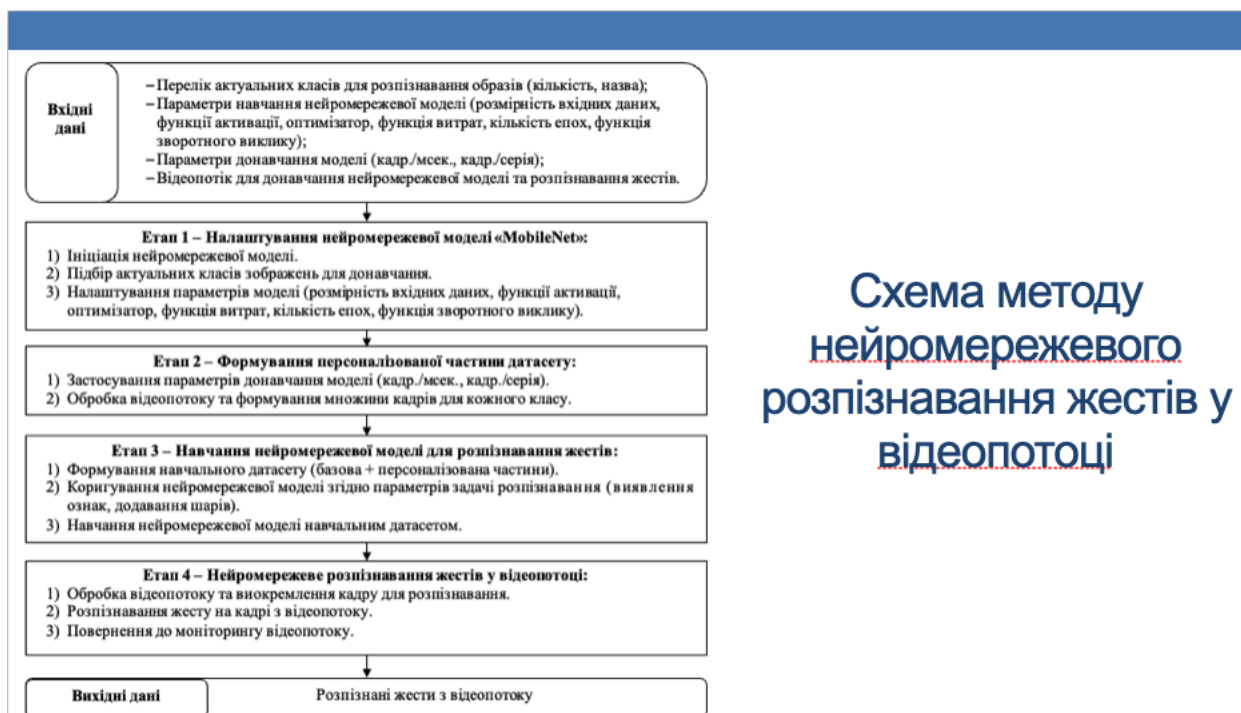 Вхідні
дані
– Перелік актуальних класів для розпізнавання образів (кількість, назва);
– Параметри навчання нейромережевої моделі (розмірність вхідних даних,
функції активації, оптимізатор, функція витрат, кількість епох, функція
зворотного виклику);
– Параметри донавчання моделі (кадр./мсек., кадр./серія);
– Відеопотік для донавчання нейромережевої моделі та розпізнавання жестів.
Етап 1 – Налаштування нейромережевої моделі «MobileNet»:
1) Ініціація нейромережевої моделі.
2) Підбір актуальних класів зображень для донавчання.
3) Налаштування параметрів моделі (розмірність вхідних даних, функції активації,
оптимізатор, функція витрат, кількість епох, функція зворотного виклику).
Етап 2 – Формування персоналізованої частини датасету:
1) Застосування параметрів донавчання моделі (кадр./мсек., кадр./серія).
2) Обробка відеопотоку та формування множини кадрів для кожного класу.
Етап 3 – Навчання нейромережевої моделі для розпізнавання жестів:
1) Формування навчального датасету (базова + персоналізована частини).
2) Коригування нейромережевої моделі згідно параметрів задачі розпізнавання (виявлення
ознак, додавання шарів).
3) Навчання нейромережевої моделі навчальним датасетом.
Етап 4 – Нейромережеве розпізнавання жестів у відеопотоці:
1) Обробка відеопотоку та виокремлення кадру для розпізнавання.
2) Розпізнавання жесту на кадрі з відеопотоку.
3) Повернення до моніторингу відеопотоку.
Вихідні дані
Розпізнані жести з відеопотоку
Схема методу
нейромережевого
розпізнавання жестів у
відеопотоці